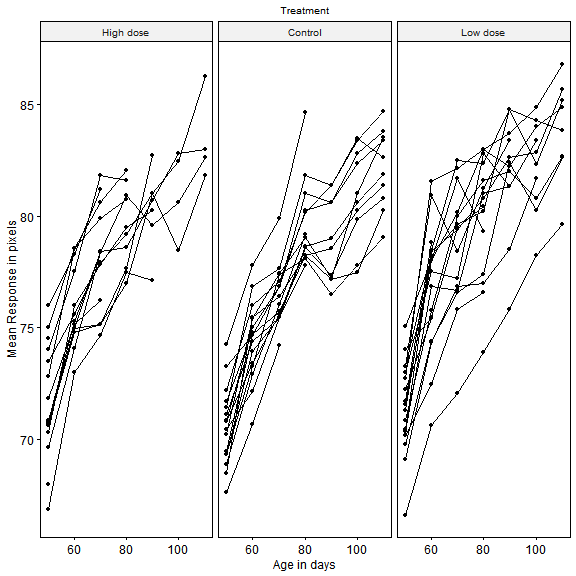 Treatment
High dose
Control
Low dose
Mean Response in pixels
85
80
75
70
60 80 100 60 80 100 60 80 100
Age in days